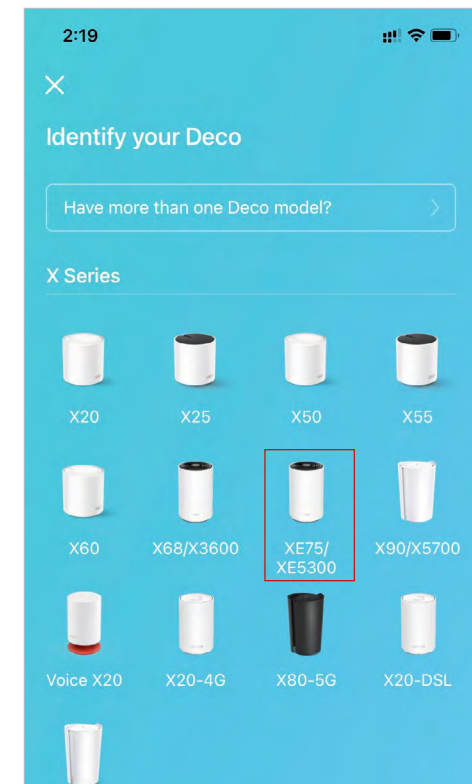 2:19
Identify your Deco
Have more than one Deco model?
X Series
X20 X25 X50 X55
X60 X68/X3600 XE75/ X90/X5700
XE5300
Voice X20 X20-4G X80-5G X20-DSL